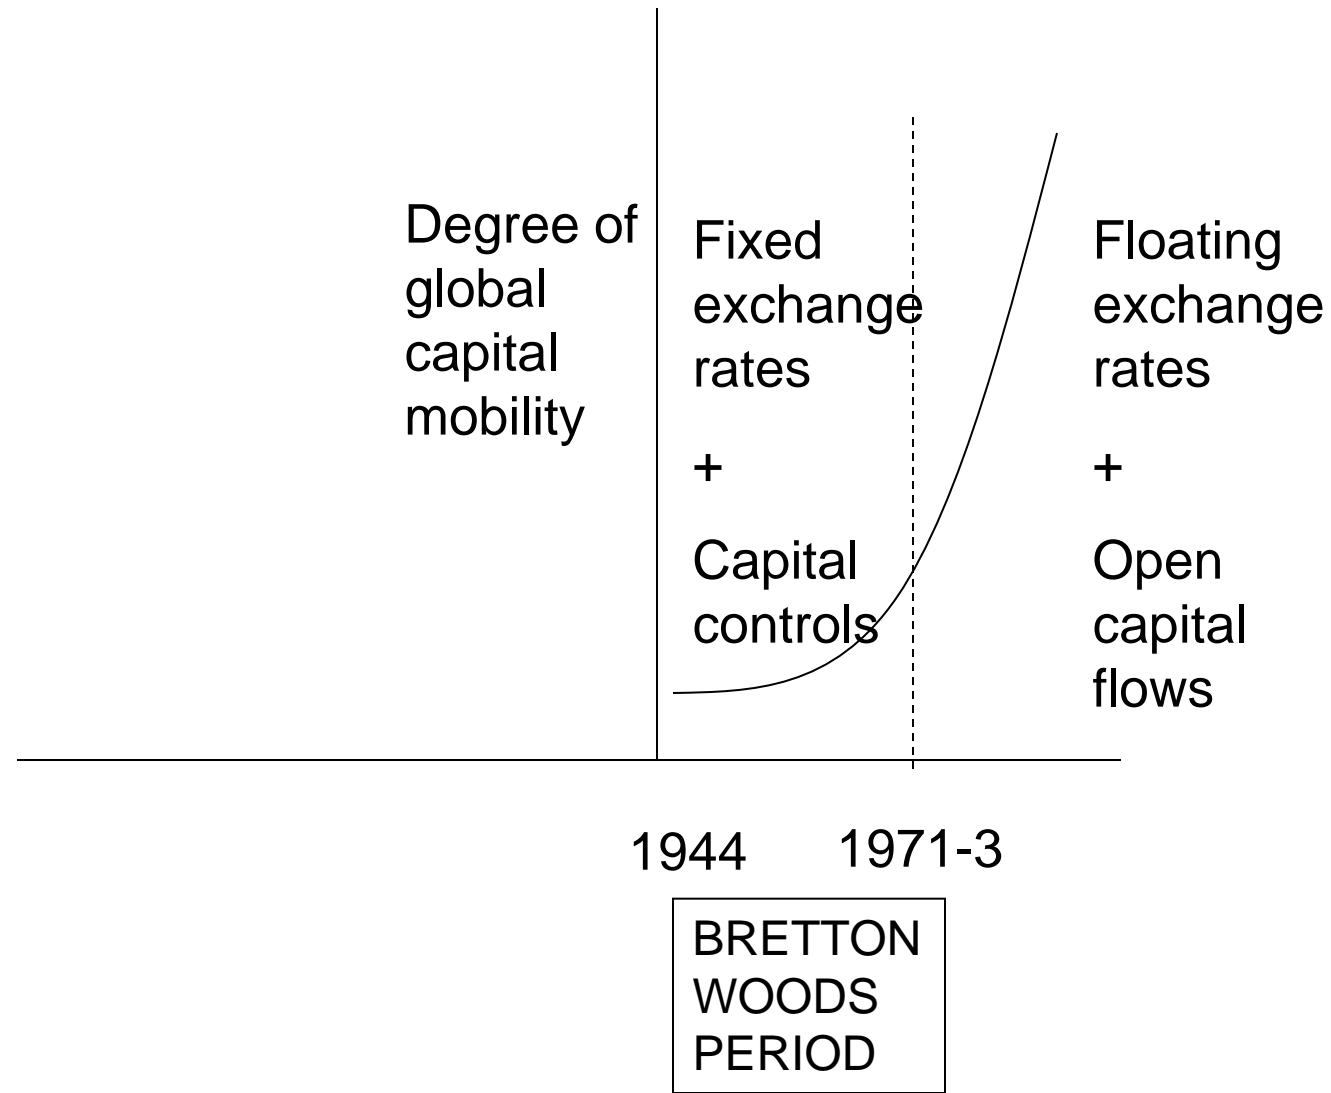 Degree of
global
capital
mobility
Fixed
exchange
rates
+
Capital
controls
Floating
exchange
rates
+
Open
capital
flows
1944
1971-3
BRETTON
WOODS
PERIOD